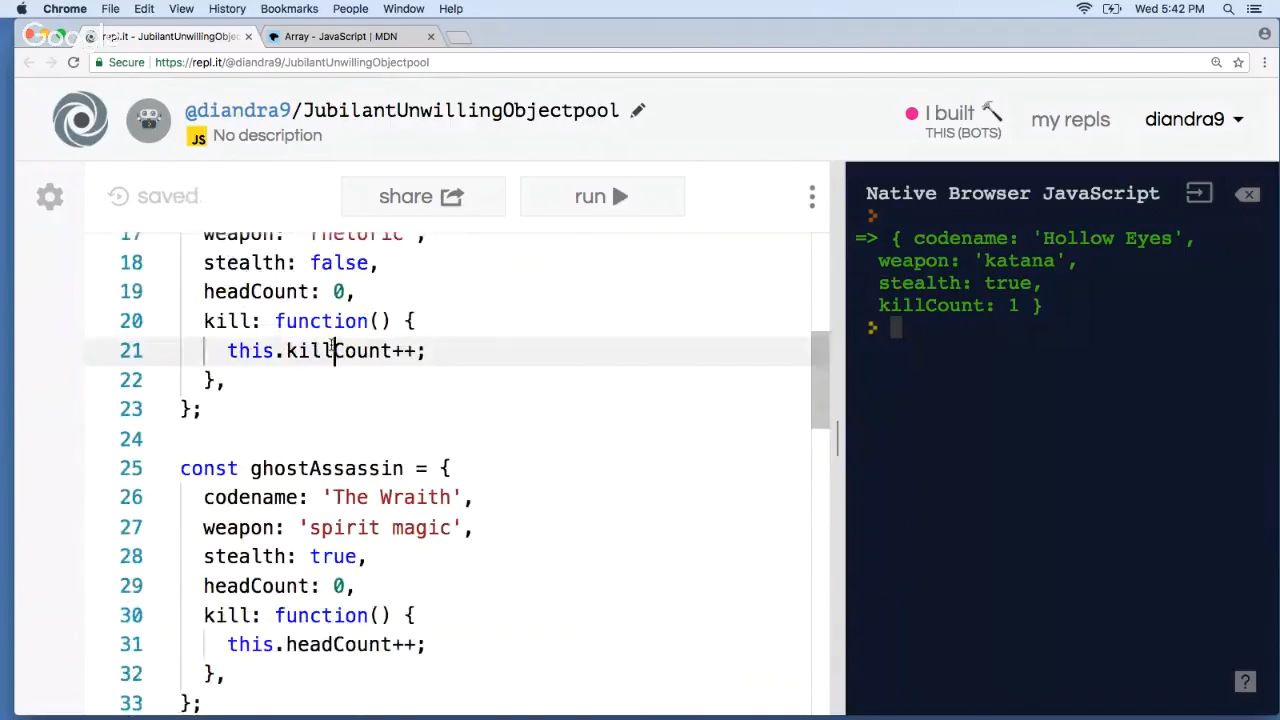 Chrome File Edit View History Bookmarks People Window Help Wed 5:42 PM
Google
repl.it - JubilantUnwillingObjec Array - JavaScript | MDN
Secure https://repl.it/@diandra9/JubilantUnwillingObjectpool
@diandra9/JubilantUnwillingObjectpool
JS No description
I built
THIS (BOTS)
my repls
diandra9
saved.
share
run
17 weapon: 'rhetoric',
18 stealth: false,
19 headCount: 0,
20 kill: function() {
21 this.killCount++;
22 },
23 };
24
25 const ghostAssassin = {
26 codename: 'The Wraith',
27 weapon: 'spirit magic',
28 stealth: true,
29 headCount: 0,
30 kill: function() {
31 this.headCount++;
32 },
33 };
Native Browser JavaScript
=> { codename: 'Hollow Eyes',
weapon: 'katana',
stealth: true,
killCount: 1 }
?